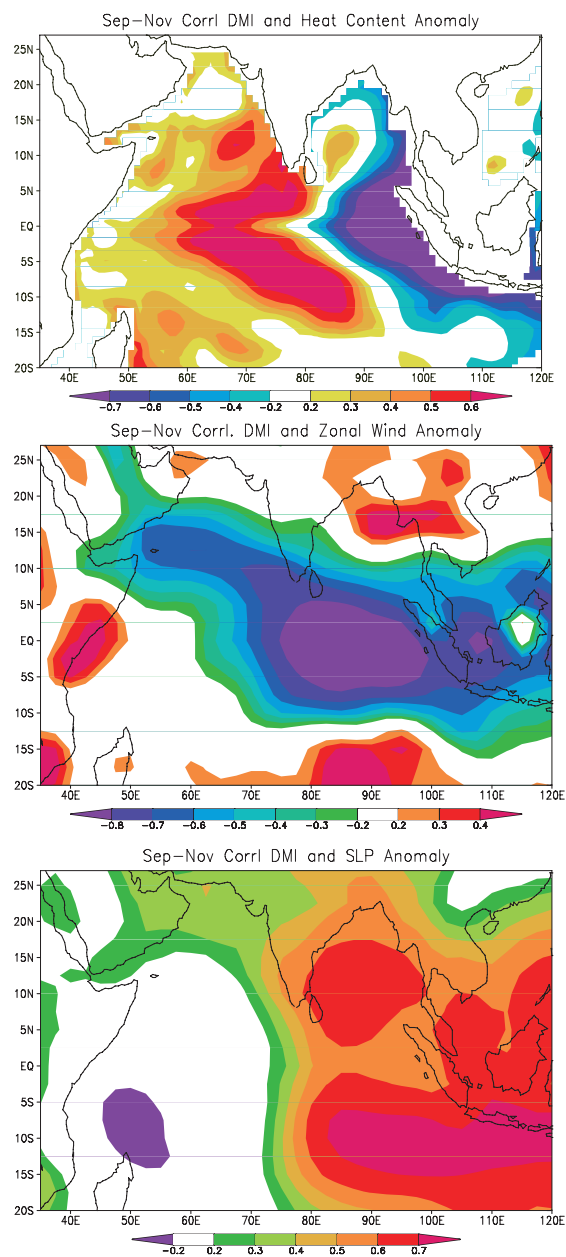 Sep-Nov Corrl DMI and Heat Content Anomaly
25N
20N
15N
10N
5N
EQ
5S
10S
15S
20S
40E 50E 60E 70E 80E 90E 100E 110E 120E
-0.7 -0.6 -0.5 -0.4 -0.2 0.2 0.3 0.4 0.5 0.6
Sep-Nov Corrl. DMI and Zonal Wind Anomaly
25N
20N
15N
10N
5N
EQ
5S
10S
15S
20S
40E 50E 60E 70E 80E 90E 100E 110E 120E
-0.8 -0.7 -0.6 -0.5 -0.4 -0.3 -0.2 0.2 0.3 0.4
Sep-Nov Corrl DMI and SLP Anomaly
25N
20N
15N
10N
5N
EQ
5S
10S
15S
20S
40E 50E 60E 70E 80E 90E 100E 110E 120E
-0.2 0.2 0.3 0.4 0.5 0.6 0.7